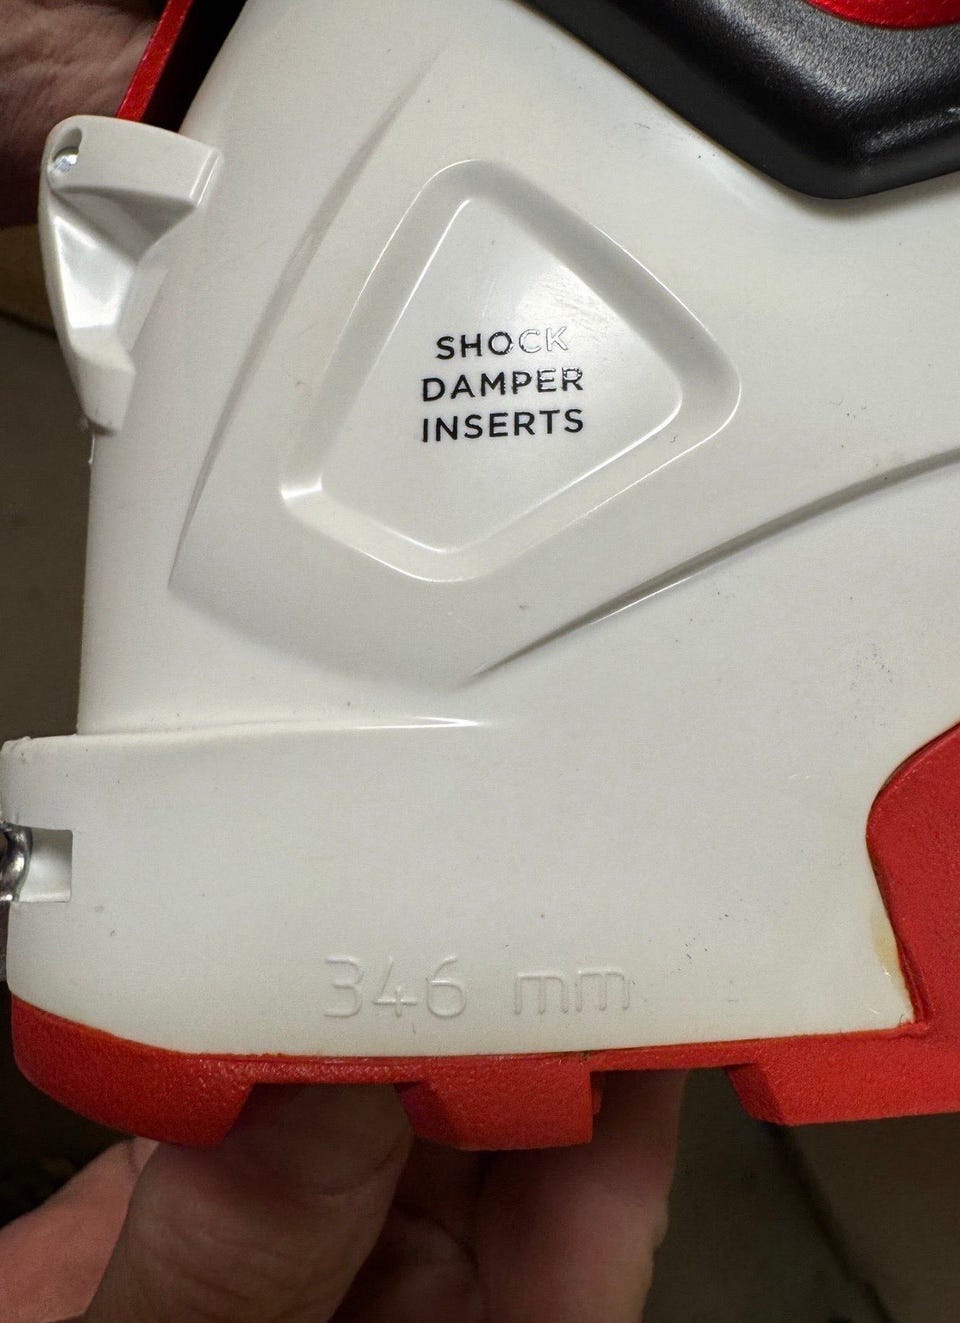 SHOCK
DAMPER
INSERTS
346 mm